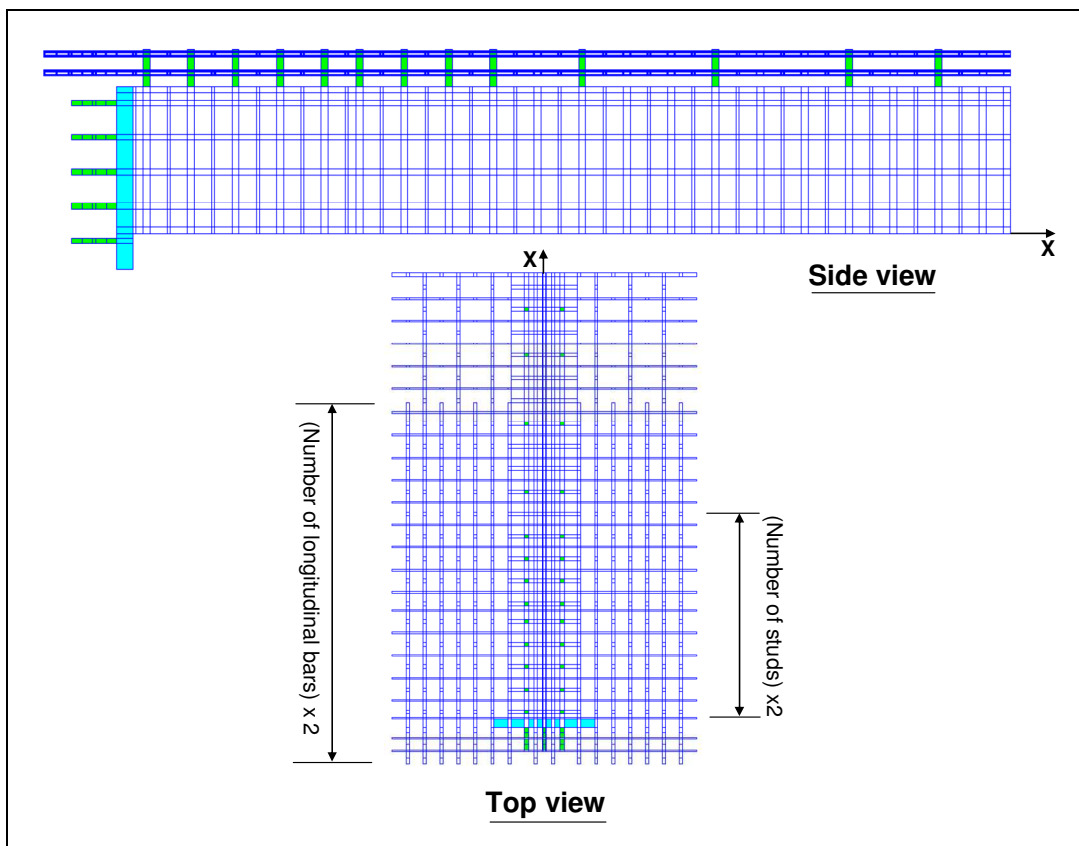 X
Side view
X
(Number of longitudinal bars) x 2
(Number of studs) x2
Top view